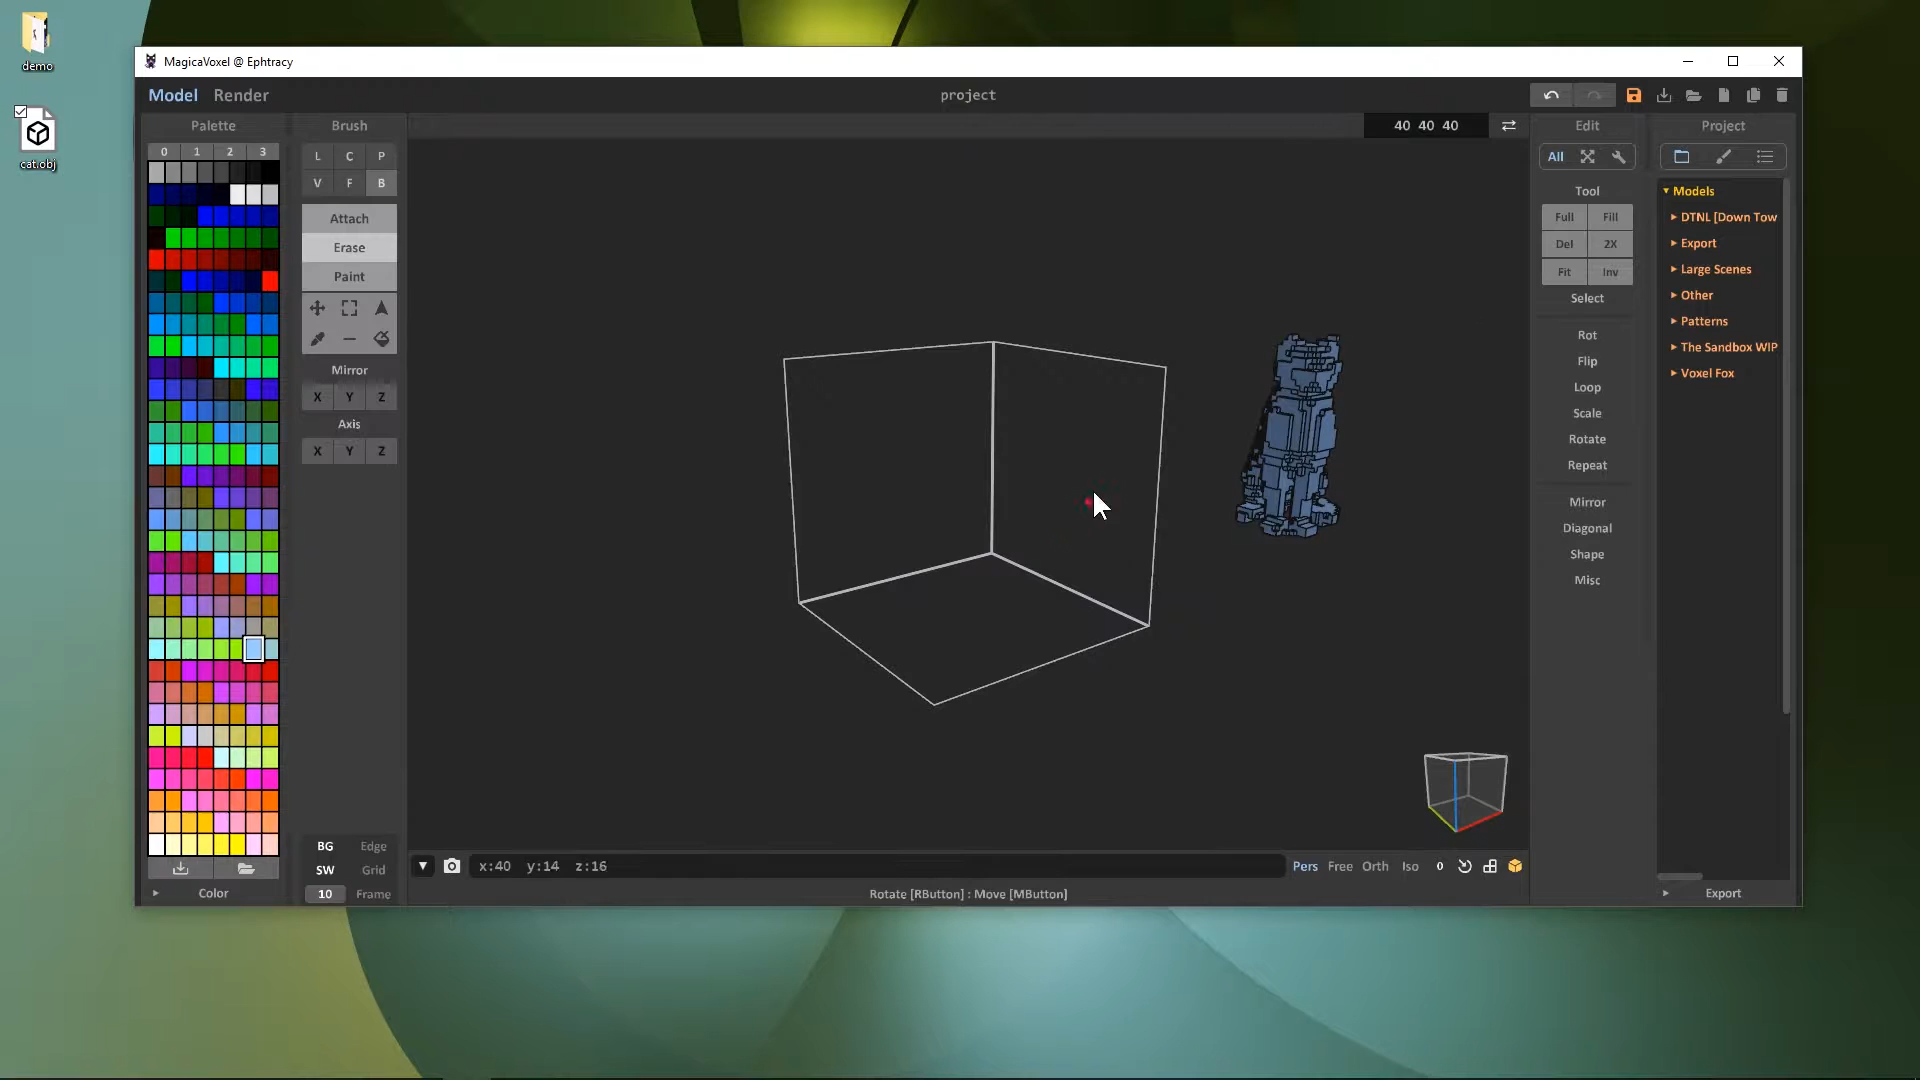 demo
cat.obj
MagicaVoxel @ Ephtracy
Model Render
project
Palette
Brush
40 40 40
Edit
Project
0 1 2 3
L C P
V F B
Attach
Erase
Paint
Mirror
X Y Z
Axis
X Y Z
All
Tool
Full Fill
Del 2X
Fit Inv
Select
Rot
Flip
Loop
Scale
Rotate
Repeat
Mirror
Diagonal
Shape
Misc
Models
DTNL [Down Tow
Export
Large Scenes
Other
Patterns
The Sandbox WIP
Voxel Fox
BG Edge
SW Grid
10 Frame
x:40 y:14 z:16
Pers Free Orth Iso 0
Color
Rotate [RButton] : Move [MButton]
Export